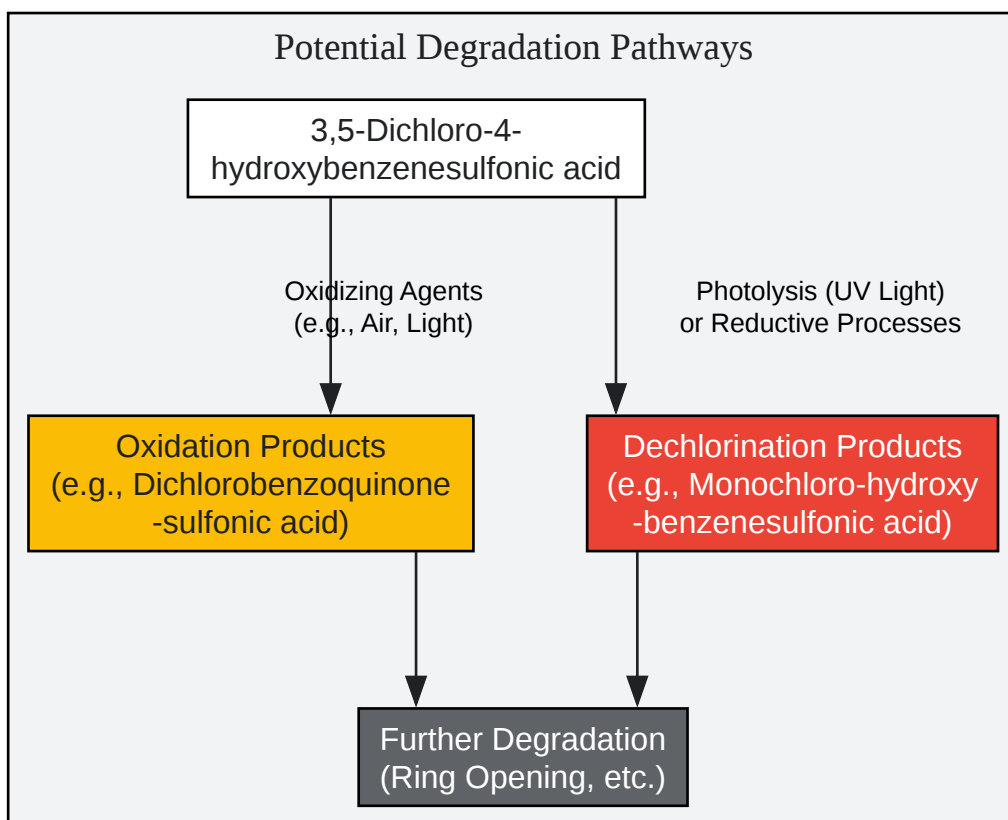 Potential Degradation Pathways
3,5-Dichloro-4-
hydroxybenzenesulfonic acid
Oxidizing Agents
(e.g., Air, Light)
Photolysis (UV Light)
or Reductive Processes
Oxidation Products
(e.g., Dichlorobenzoquinone
-sulfonic acid)
Dechlorination Products
(e.g., Monochloro-hydroxy
-benzenesulfonic acid)
Further Degradation
(Ring Opening, etc.)